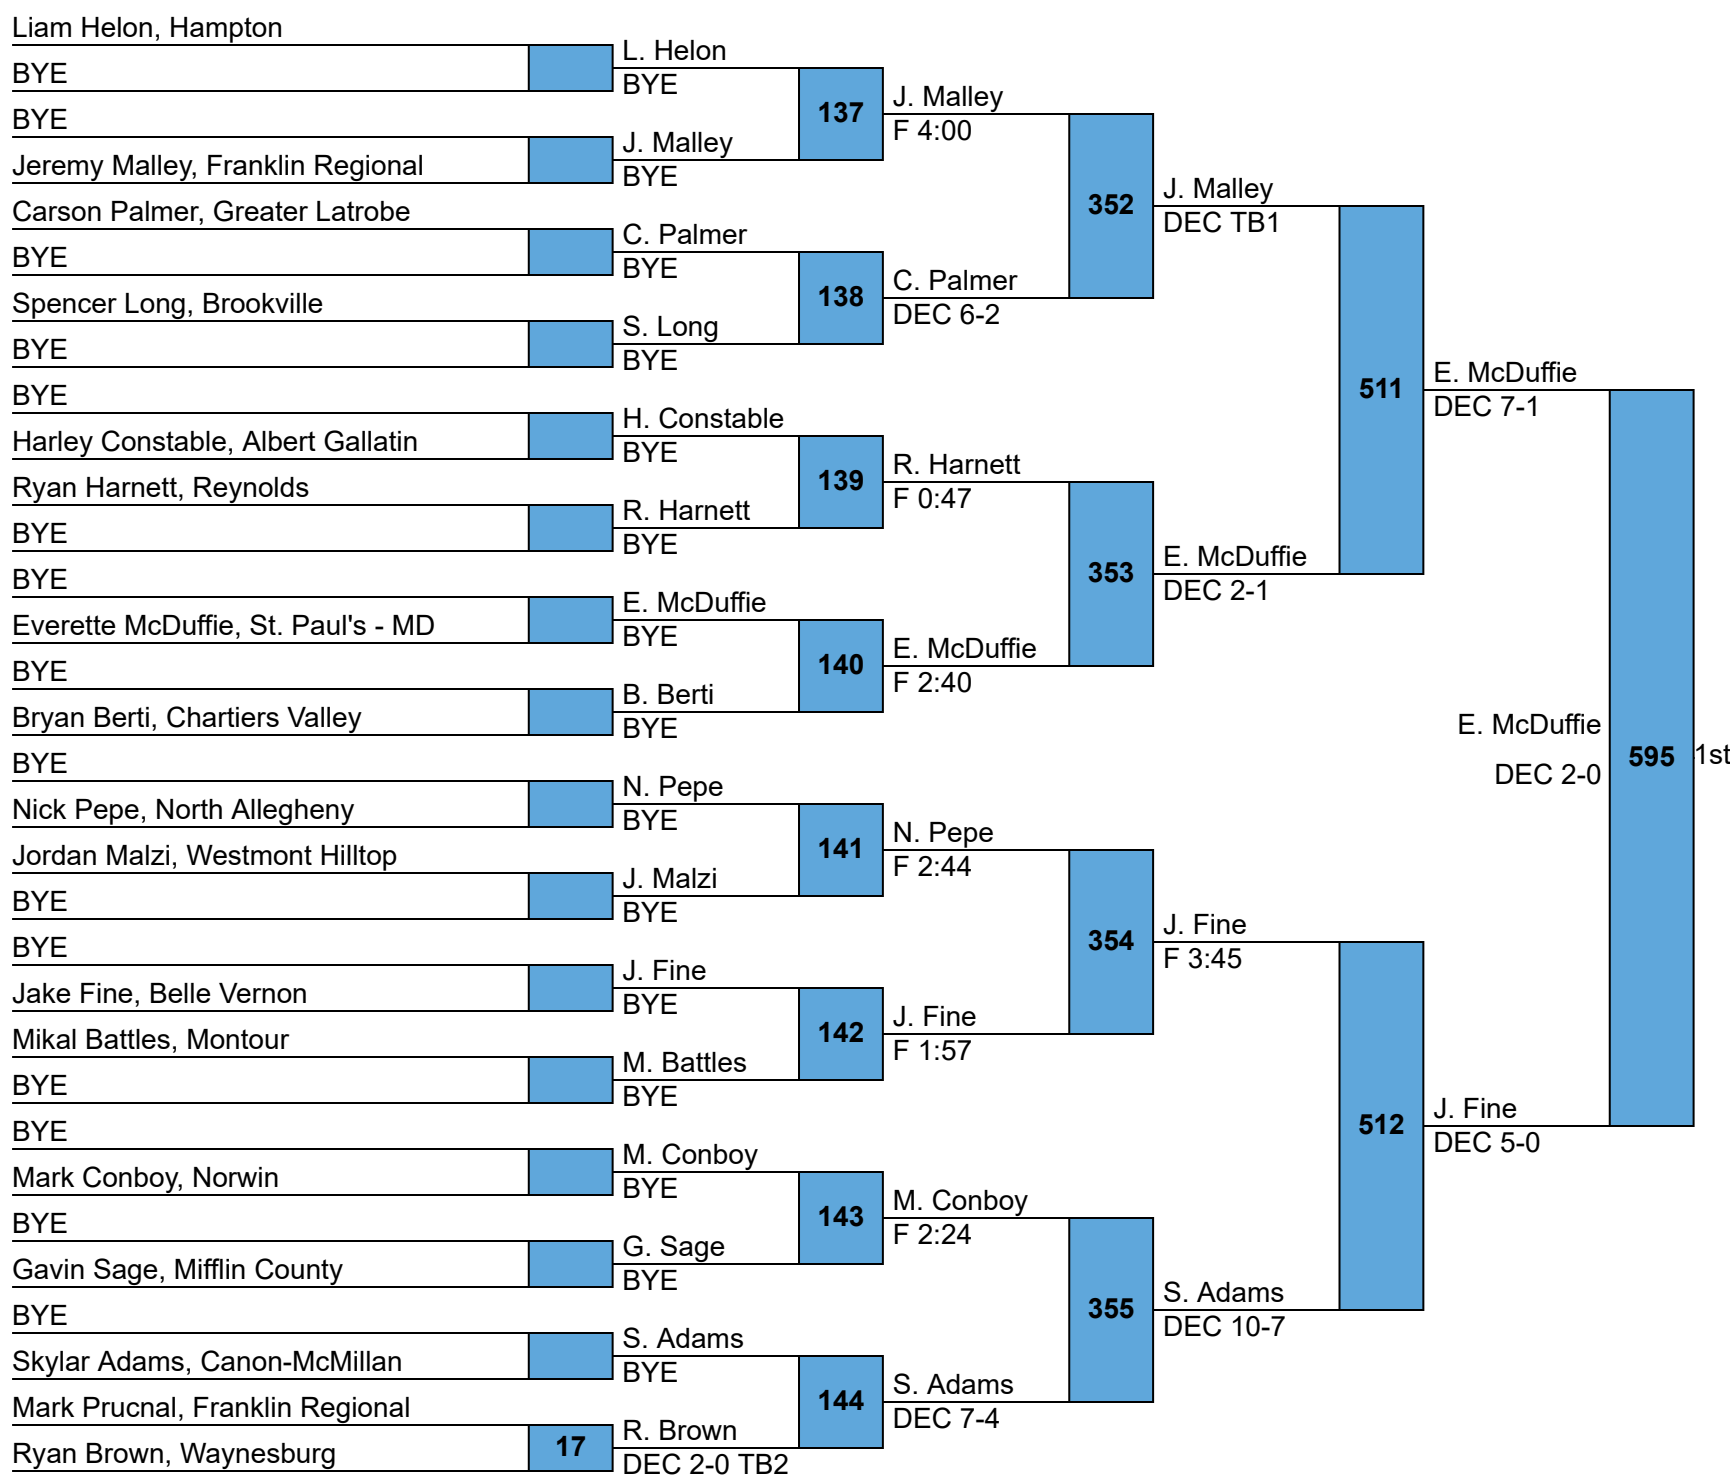 Liam Helon, Hampton
BYE
BYE
Jeremy Malley, Franklin Regional
Carson Palmer, Greater Latrobe
BYE
Spencer Long, Brookville
BYE
BYE
Harley Constable, Albert Gallatin
Ryan Harnett, Reynolds
BYE
BYE
Everette McDuffie, St. Paul's - MD
BYE
Bryan Berti, Chartiers Valley
BYE
Nick Pepe, North Allegheny
Jordan Malzi, Westmont Hilltop
BYE
BYE
Jake Fine, Belle Vernon
Mikal Battles, Montour
BYE
BYE
Mark Conboy, Norwin
BYE
Gavin Sage, Mifflin County
BYE
Skylar Adams, Canon-McMillan
Mark Prucnal, Franklin Regional
Ryan Brown, Waynesburg
17
L. Helon
BYE
J. Malley
BYE
C. Palmer
BYE
S. Long
BYE
H. Constable
BYE
R. Harnett
BYE
E. McDuffie
BYE
B. Berti
BYE
N. Pepe
BYE
J. Malzi
BYE
J. Fine
BYE
M. Battles
BYE
M. Conboy
BYE
G. Sage
BYE
S. Adams
BYE
R. Brown
DEC 2-0 TB2
137
138
139
140
141
142
143
144
J. Malley
F 4:00
C. Palmer
DEC 6-2
R. Harnett
F 0:47
E. McDuffie
F 2:40
N. Pepe
F 2:44
J. Fine
F 1:57
M. Conboy
F 2:24
S. Adams
DEC 7-4
352
353
354
355
J. Malley
DEC TB1
E. McDuffie
DEC 2-1
J. Fine
F 3:45
S. Adams
DEC 10-7
511
512
E. McDuffie
DEC 7-1
J. Fine
DEC 5-0
E. McDuffie
DEC 2-0
595
1st